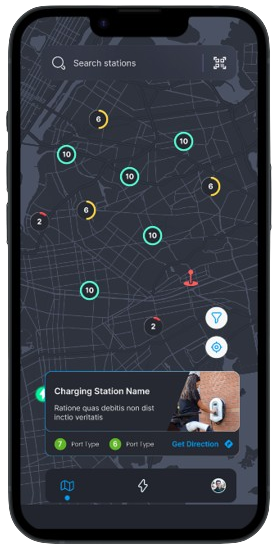 Search stations
6
10
10
10
6
6
2
10
10
2
Charging Station Name
Ratione quas debitis non dist
inctio veritatis
7 Port Type 6 Port Type Get Direction